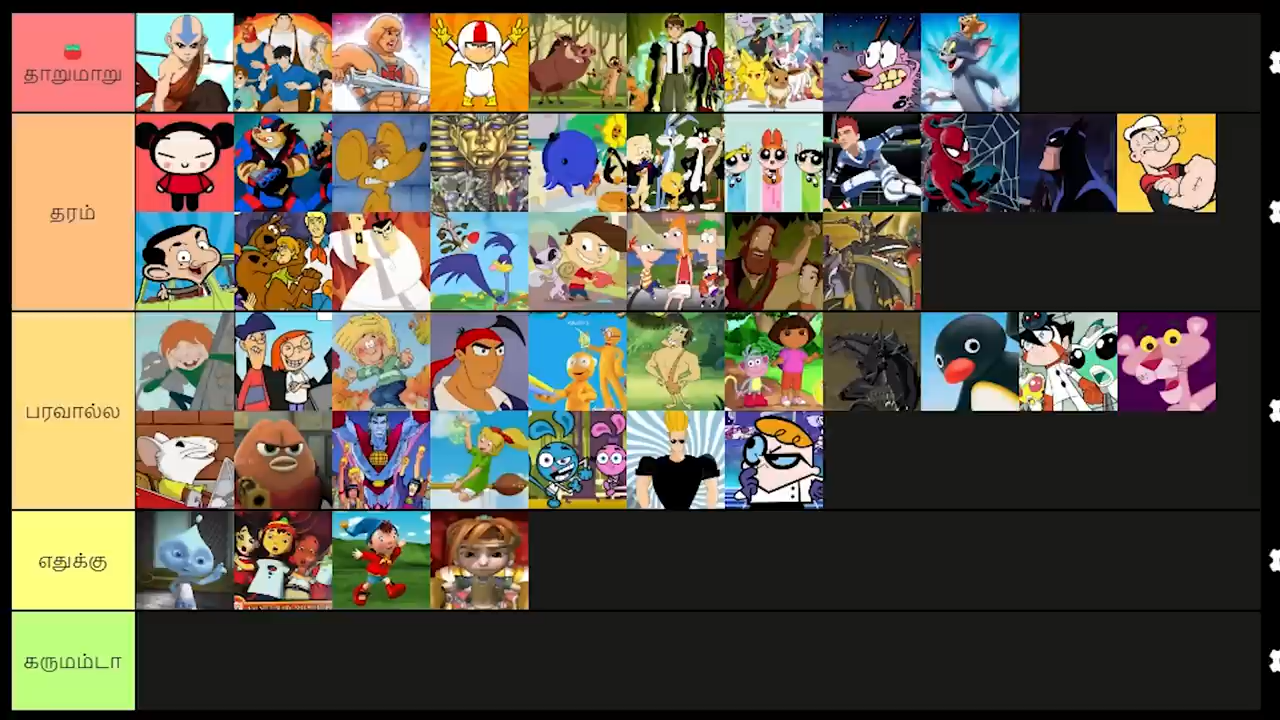 தாறுமாறு
தரம்
பரவால்ல
எதுக்கு
கருமம்டா